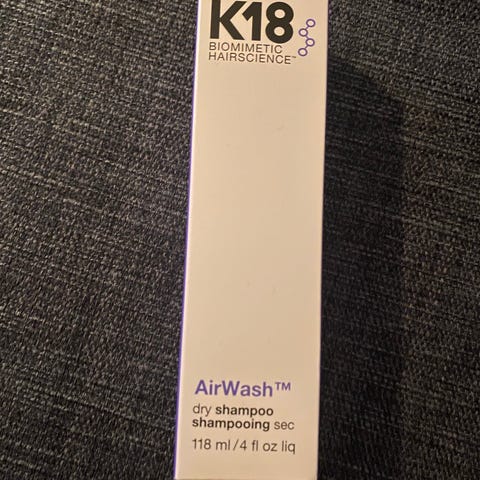 K18
BIOMIMETIC
HAIRSCIENCE™
AirWash™
dry shampoo
shampooing sec
118 ml/4 fl oz liq